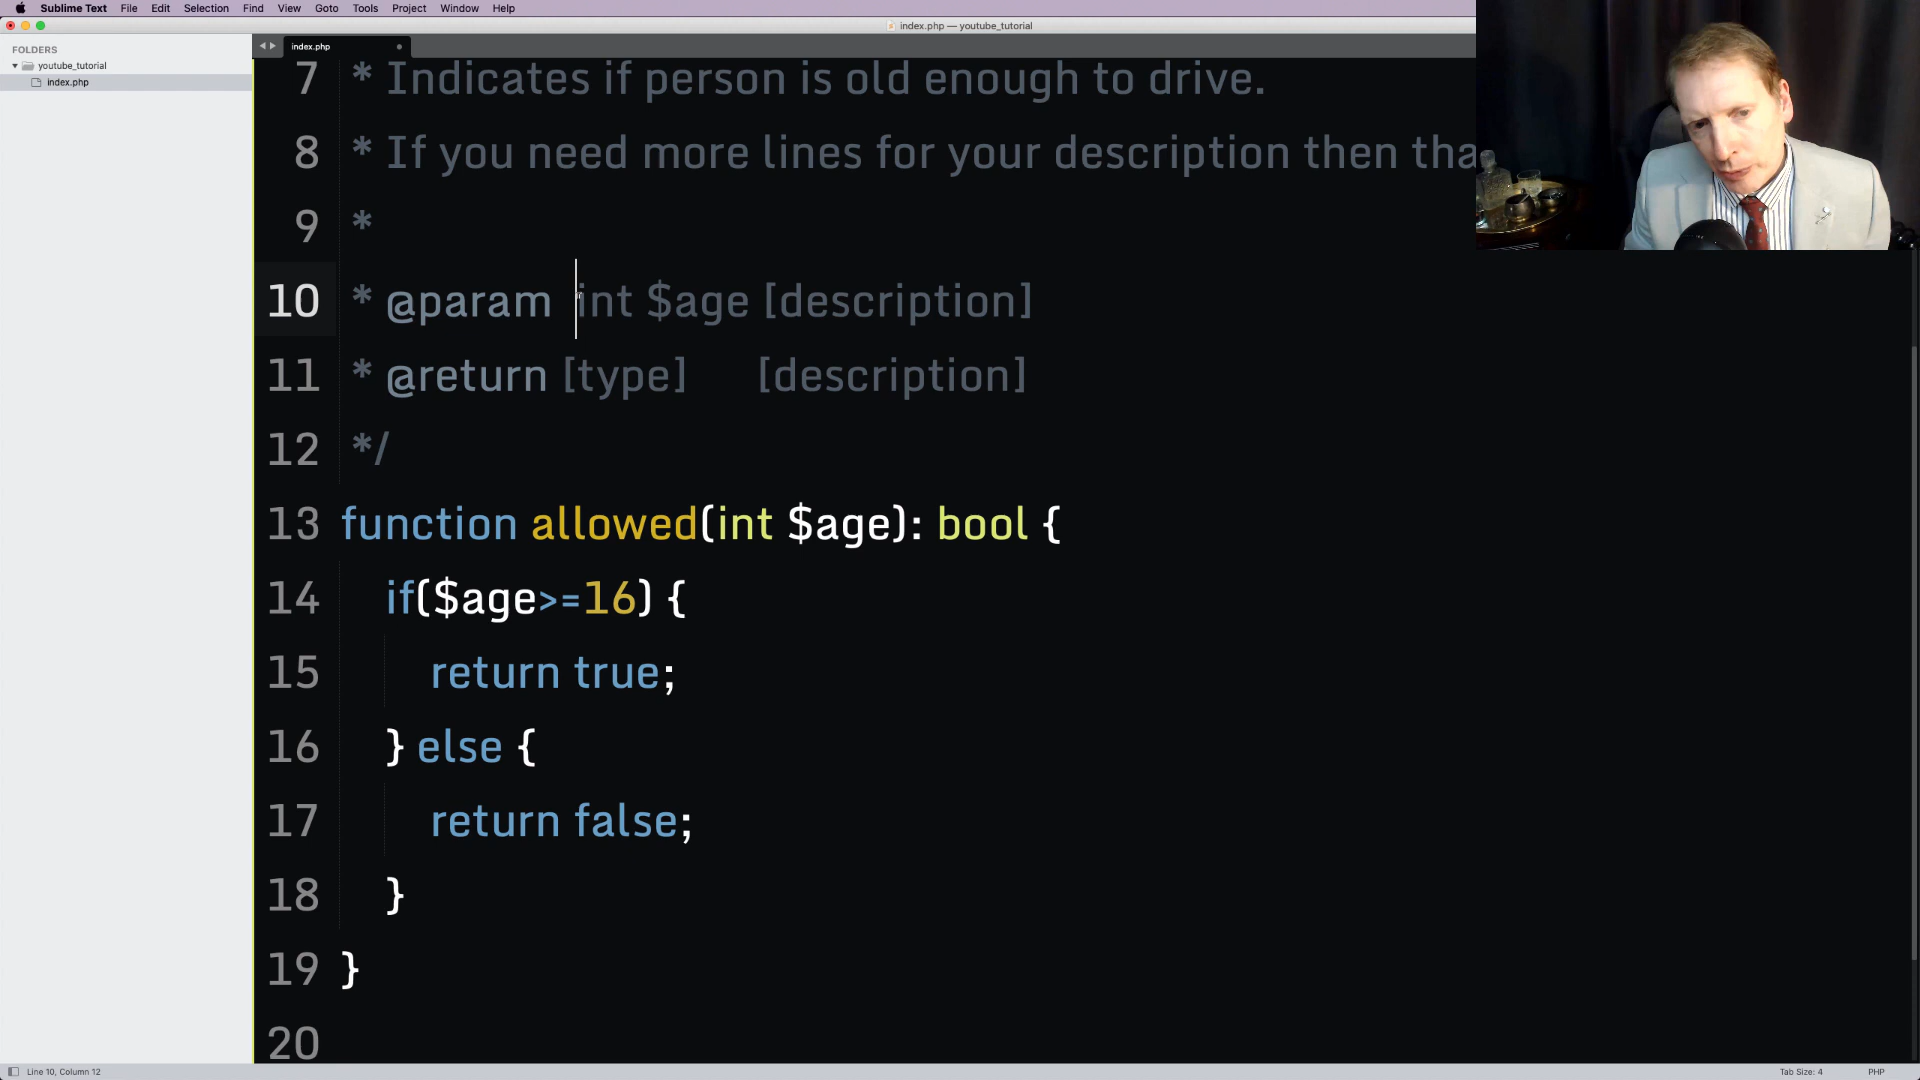 Sublime Text File Edit Selection Find View Goto Tools Project Window Help
index.php — youtube_tutorial
FOLDERS
youtube_tutorial
index.php
index.php
7 * Indicates if person is old enough to drive.
8 * If you need more lines for your description then tha
9 *
10 * @param int $age [description]
11 * @return [type] [description]
12 */
13 function allowed(int $age): bool {
14 if($age>=16) {
15 return true;
16 } else {
17 return false;
18 }
19 }
20
Line 10, Column 12
Tab Size: 4 PHP